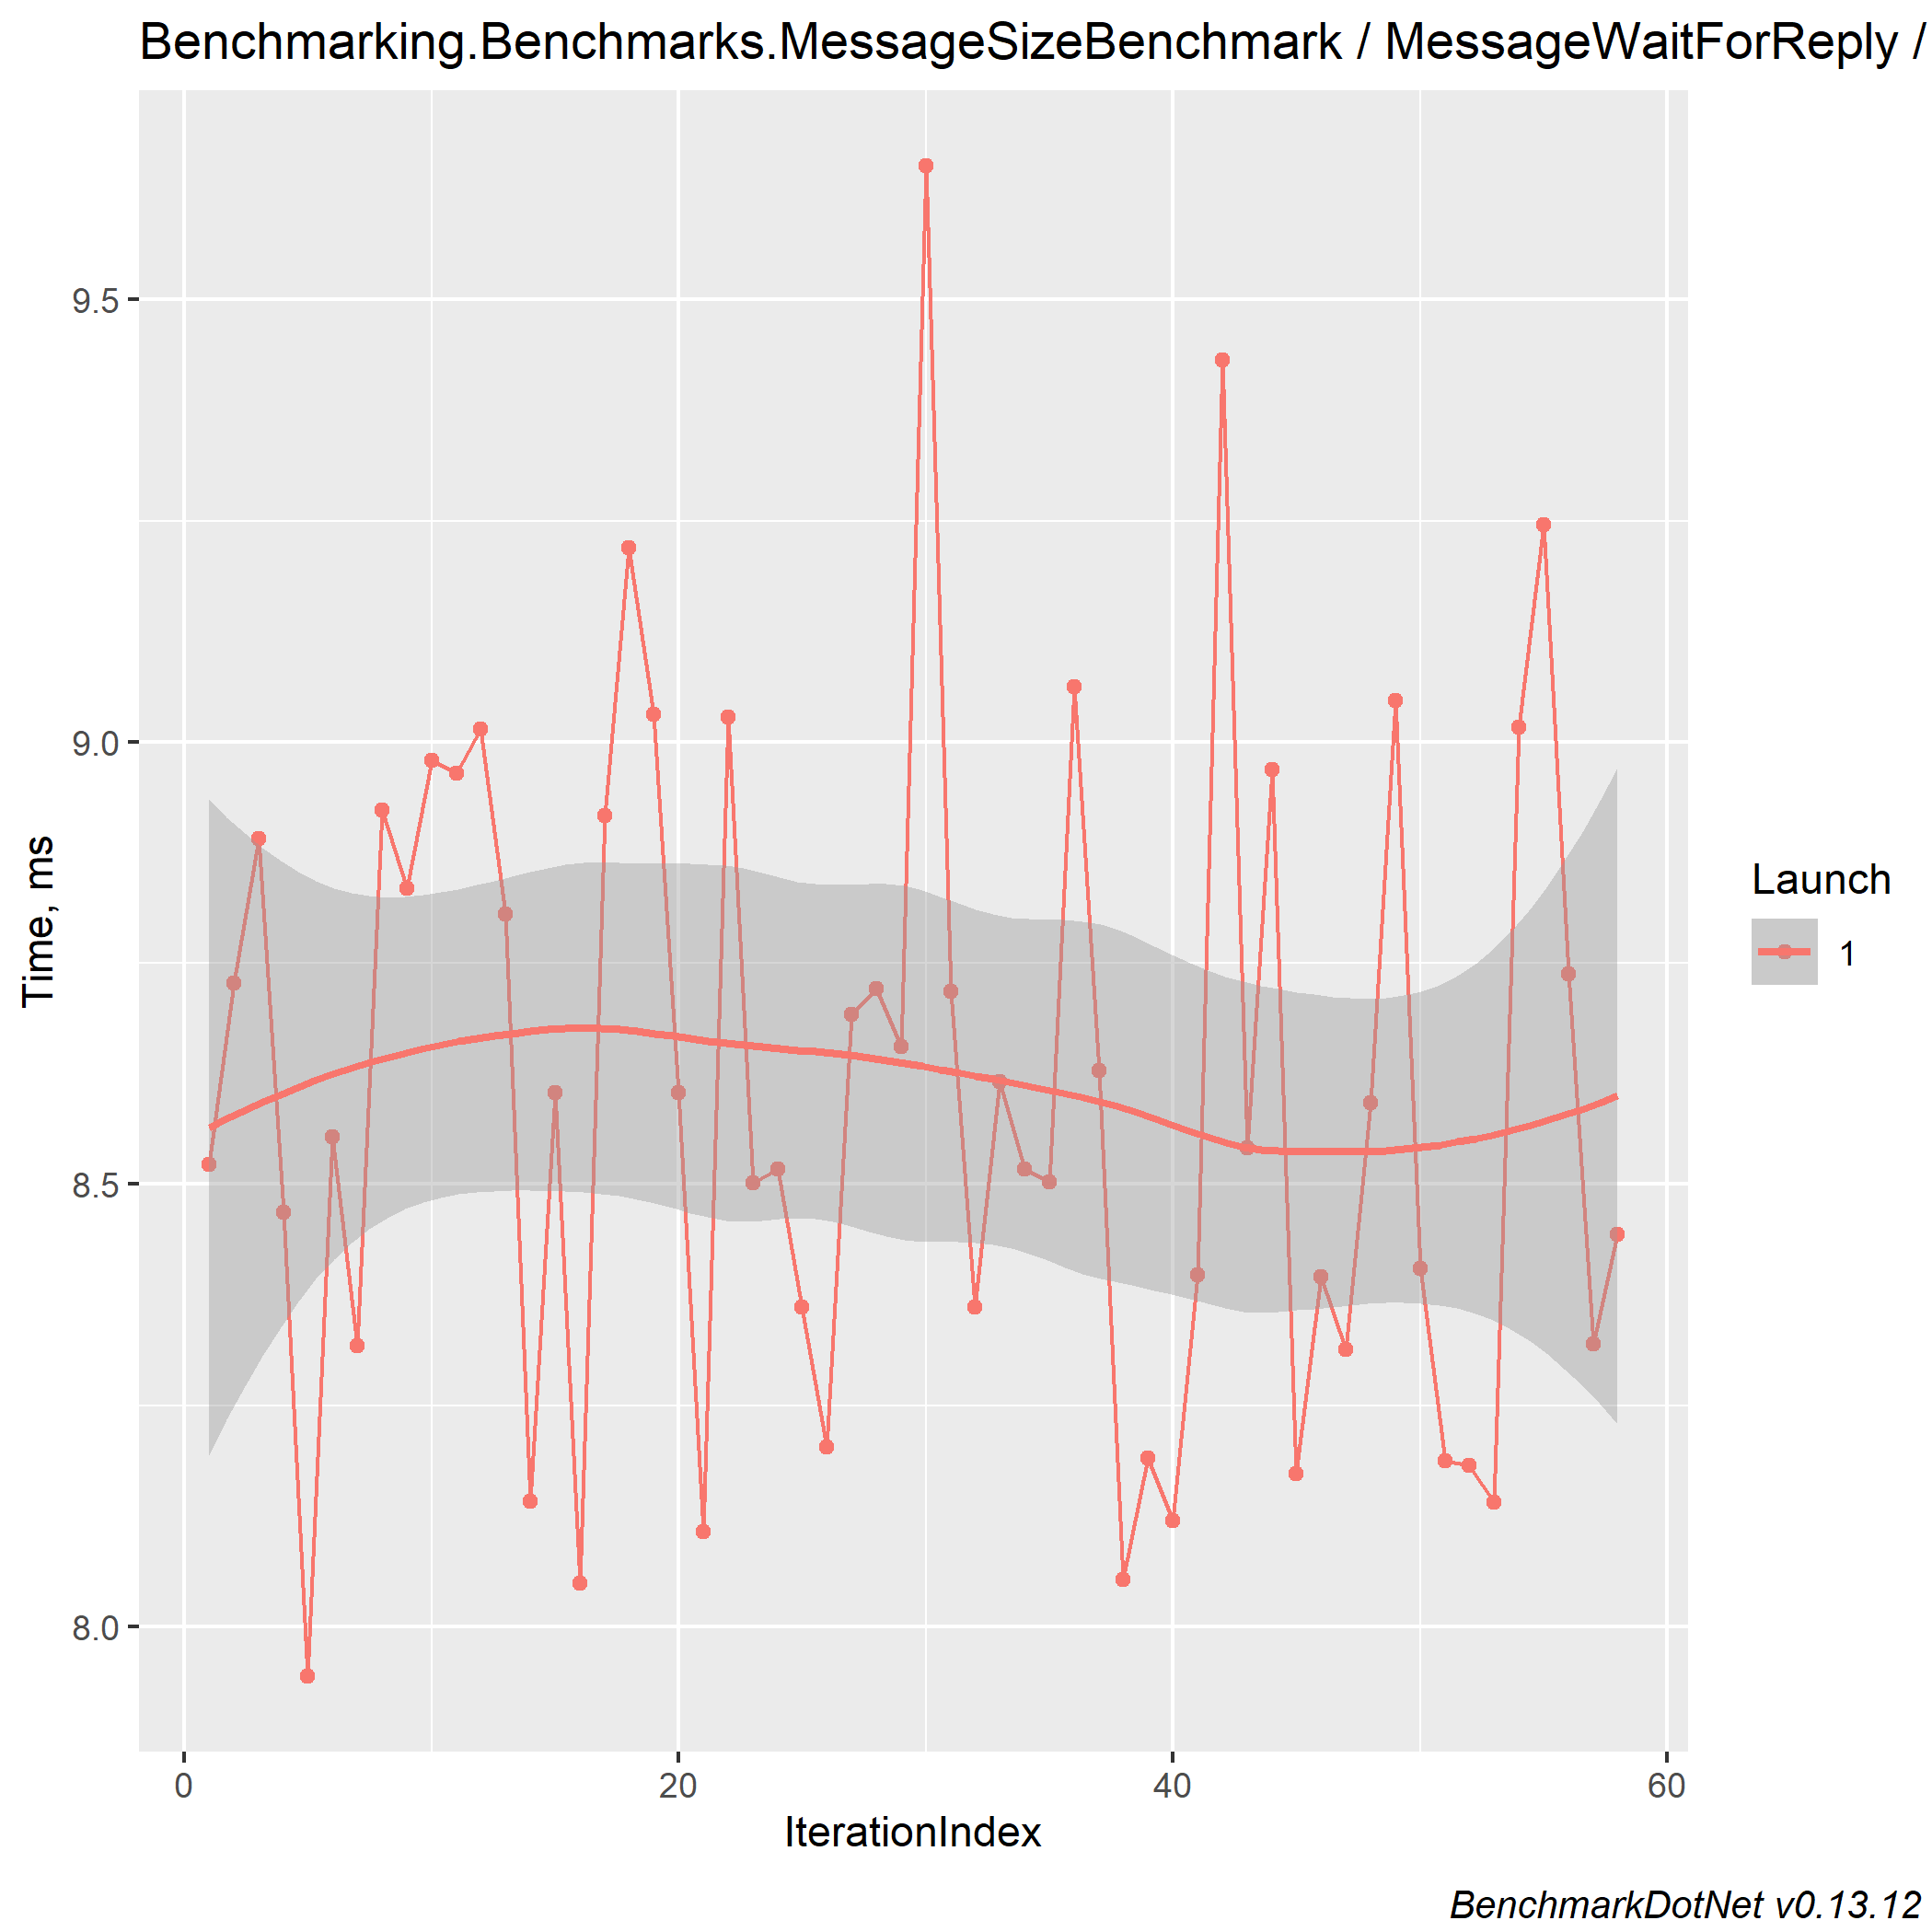 Benchmarking.Benchmarks.MessageSizeBenchmark / MessageWaitForReply /
9.5
9.0
8.5
8.0
Time, ms
0 20 40 60
IterationIndex
Launch
1
BenchmarkDotNet v0.13.12